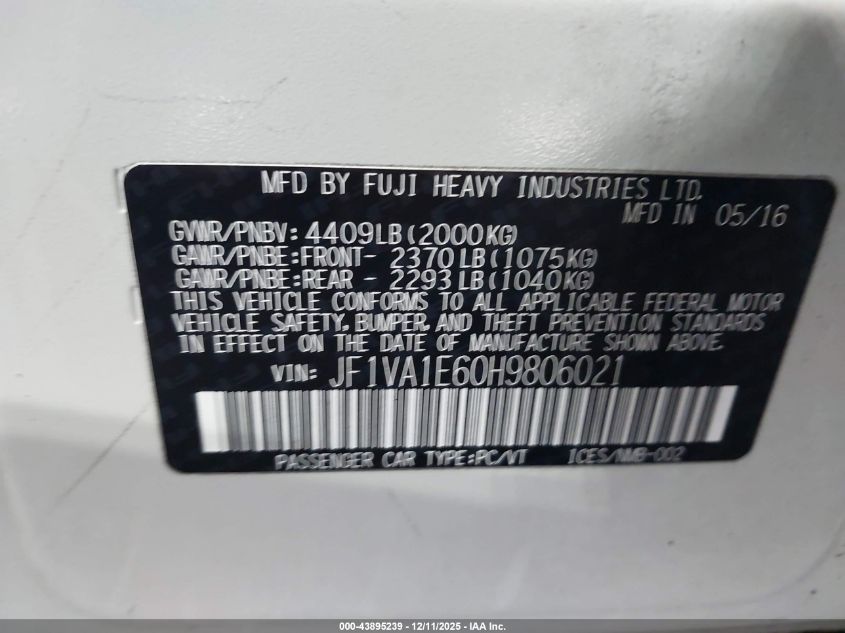 MFD BY FUJI HEAVY INDUSTRIES LTD.
MFD IN 05/16
GVWR/PNBV: 4409LB(2000KG)
GAWR/PNBE:FRONT- 2370LB(1075KG)
GAWR/PNBE:REAR - 2293LB(1040KG)
THIS VEHICLE CONFORMS TO ALL APPLICABLE FEDERAL MOTOR
VEHICLE SAFETY, BUMPER, AND THEFT PREVENTION STANDARDS
IN EFFECT ON THE DATE OF MANUFACTURE SHOWN ABOVE.
VIN: JF1VA1E60H9806021
PASSENGER CAR TYPE:PC/VT ICES/NMB-002
000-43895239 - 12/11/2025 - IAA Inc.